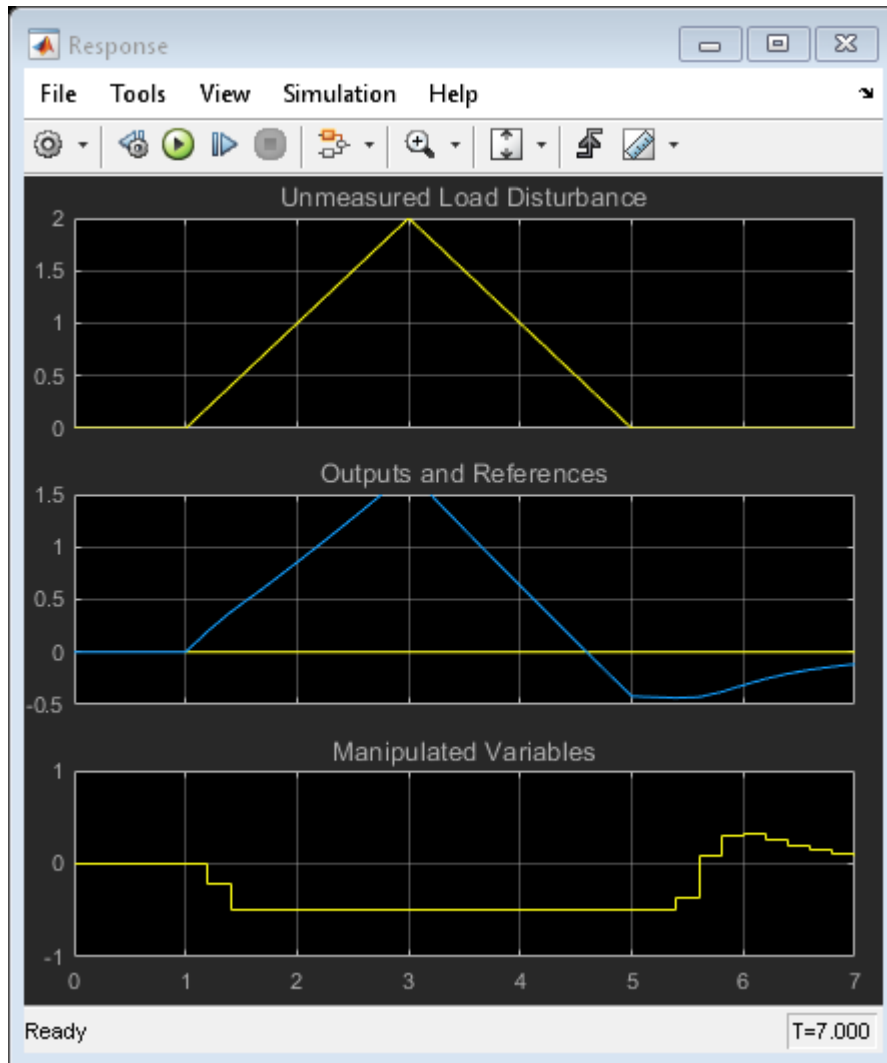 Response
File Tools View Simulation Help
Unmeasured Load Disturbance
2
1.5
1
0.5
0
Outputs and References
1.5
1
0.5
0
-0.5
Manipulated Variables
1
0
-1
0 1 2 3 4 5 6 7
Ready T=7.000